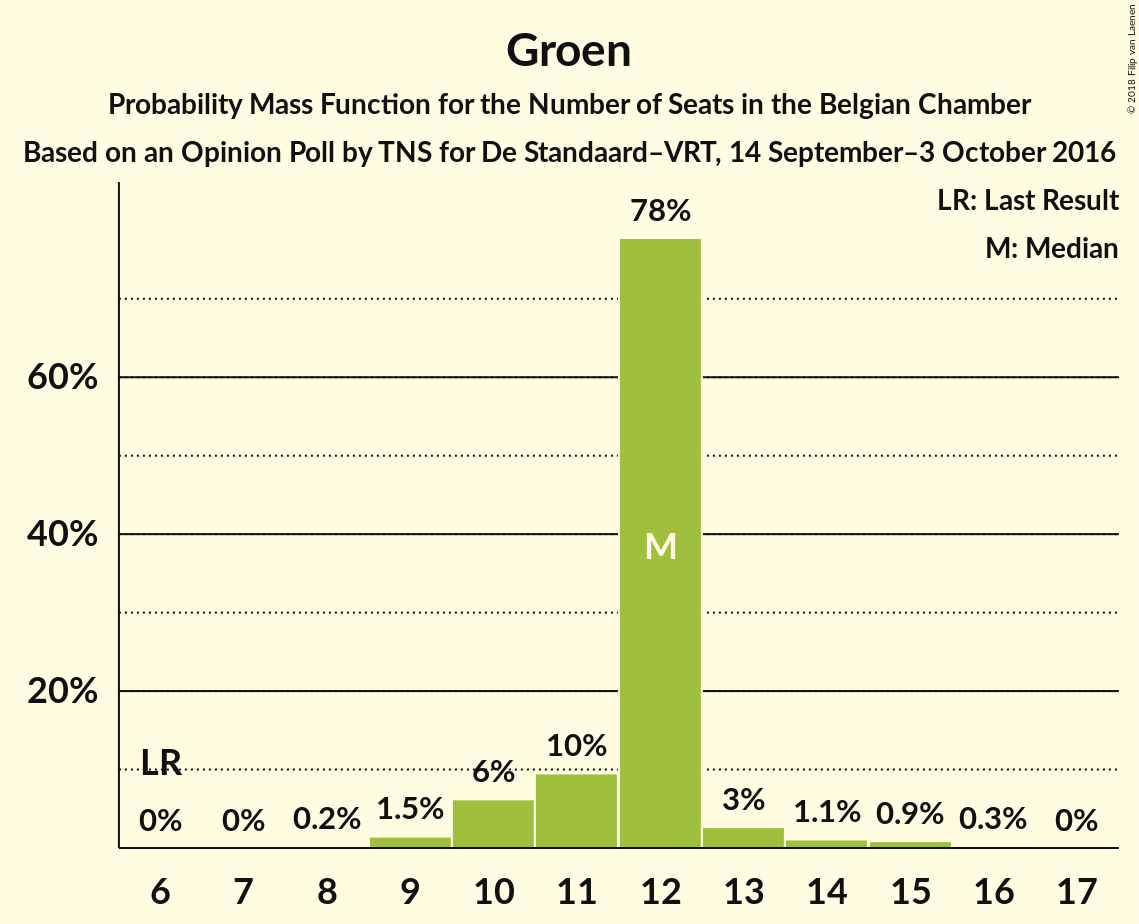 Groen
Probability Mass Function for the Number of Seats in the Belgian Chamber
Based on an Opinion Poll by TNS for De Standaard–VRT, 14 September–3 October 2016
© 2018 Filip van Laenen
LR: Last Result
M: Median
60%
40%
20%
LR
0%
0%
0.2%
1.5%
6%
10%
78%
M
3%
1.1%
0.9%
0.3%
0%
6 7 8 9 10 11 12 13 14 15 16 17